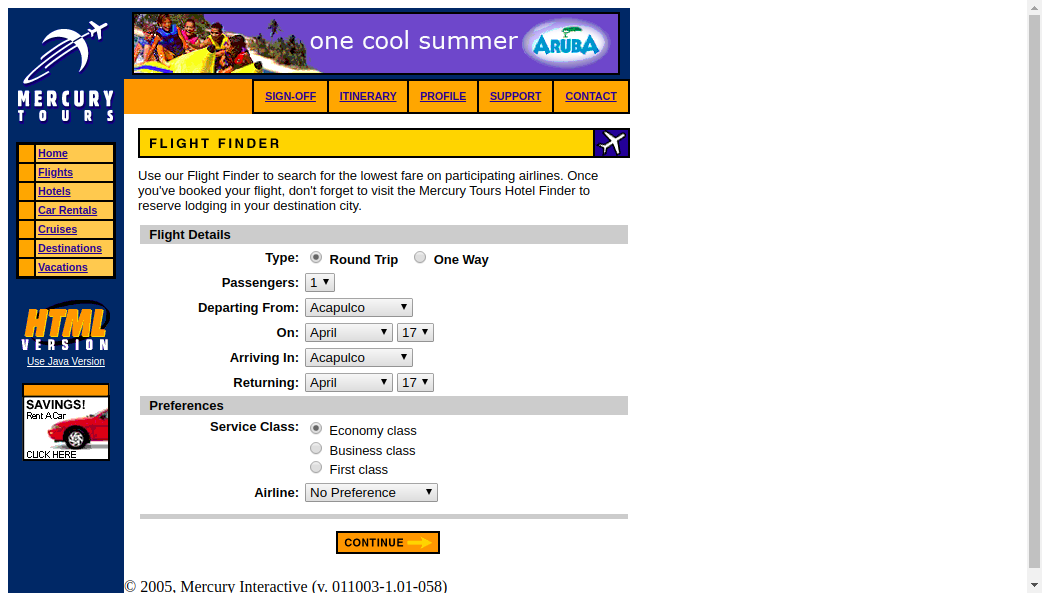 MERCURY
TOURS
one cool summer ARUBA
SIGN-OFF ITINERARY PROFILE SUPPORT CONTACT
Home
Flights
Hotels
Car Rentals
Cruises
Destinations
Vacations
HTML
VERSION
Use Java Version
SAVINGS!
Rent A Car
CLICK HERE
FLIGHT FINDER
Use our Flight Finder to search for the lowest fare on participating airlines. Once
you've booked your flight, don't forget to visit the Mercury Tours Hotel Finder to
reserve lodging in your destination city.
Flight Details
Type: Round Trip One Way
Passengers: 1
Departing From: Acapulco
On: April 17
Arriving In: Acapulco
Returning: April 17
Preferences
Service Class: Economy class
Business class
First class
Airline: No Preference
CONTINUE
© 2005, Mercury Interactive (v. 011003-1.01-058)